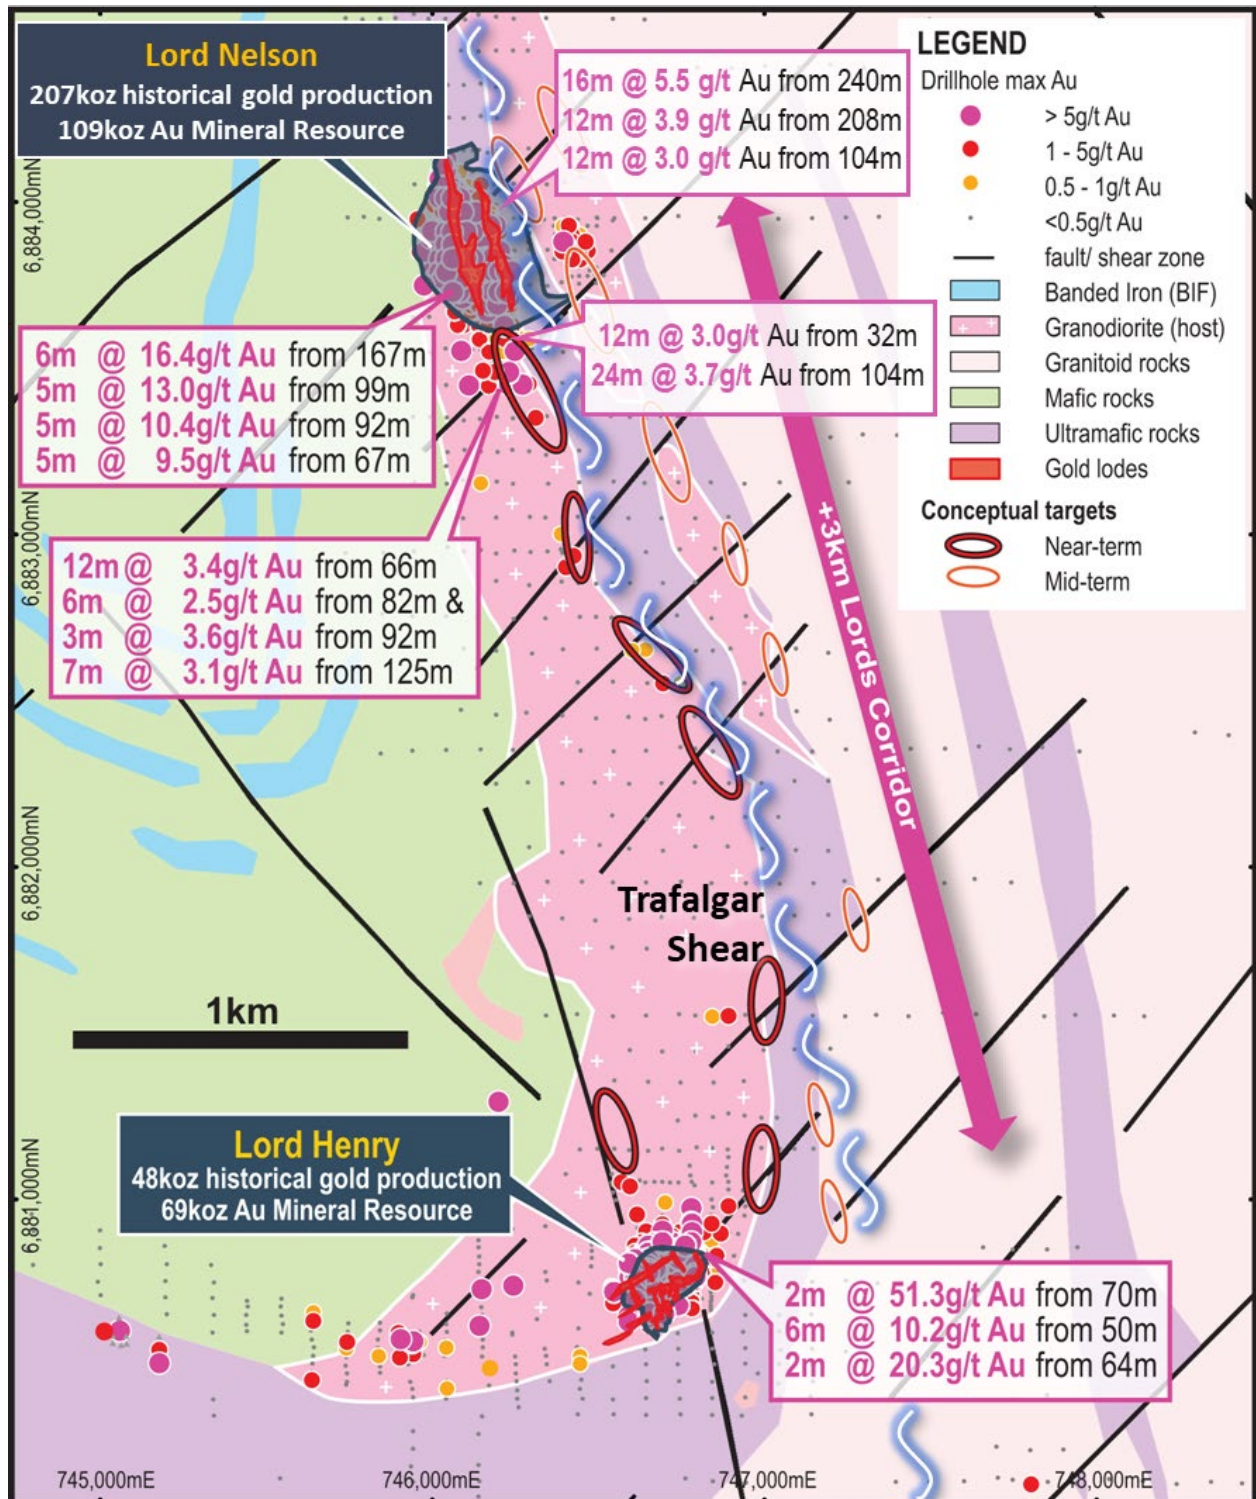 Lord Nelson
207koz historical gold production
109koz Au Mineral Resource
16m @ 5.5 g/t Au from 240m
12m @ 3.9 g/t Au from 208m
12m @ 3.0 g/t Au from 104m
LEGEND
Drillhole max Au
> 5g/t Au
1 - 5g/t Au
0.5 - 1g/t Au
<0.5g/t Au
fault/ shear zone
Banded Iron (BIF)
Granodiorite (host)
Granitoid rocks
Mafic rocks
Ultramafic rocks
Gold lodes
Conceptual targets
Near-term
Mid-term
6,884,000mN
12m @ 3.0g/t Au from 32m
24m @ 3.7g/t Au from 104m
6m @ 16.4g/t Au from 167m
5m @ 13.0g/t Au from 99m
5m @ 10.4g/t Au from 92m
5m @ 9.5g/t Au from 67m
6,883,000mN
12m @ 3.4g/t Au from 66m
6m @ 2.5g/t Au from 82m &
3m @ 3.6g/t Au from 92m
7m @ 3.1g/t Au from 125m
+3km Lords Corridor
6,882,000mN
Trafalgar
Shear
1km
Lord Henry
48koz historical gold production
69koz Au Mineral Resource
6,881,000mN
2m @ 51.3g/t Au from 70m
6m @ 10.2g/t Au from 50m
2m @ 20.3g/t Au from 64m
745,000mE
746,000mE
747,000mE
748,000mE